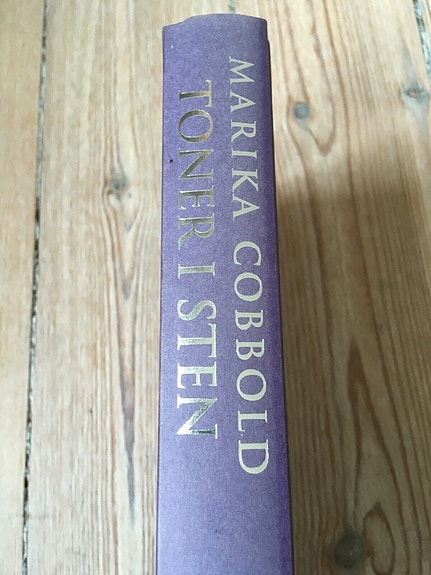 MARIKA COBBOLD
TONER I STEN